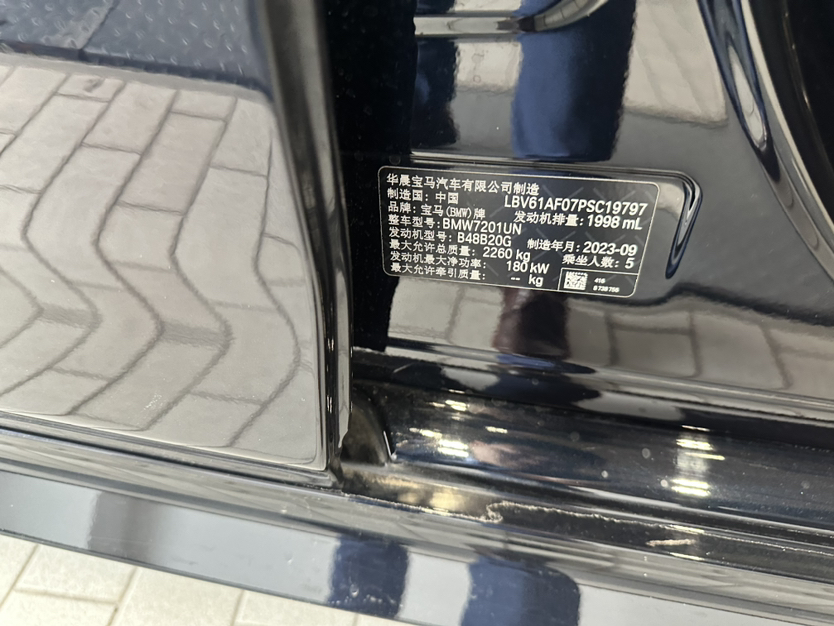 华晨宝马汽车有限公司制造
制造国：中国 LBV61AF07PSC19797
品牌：宝马(BMW)牌 发动机排量：1998 mL
整车型号：BMW7201UN
发动机型号：B48B20G 制造年月：2023-09
最大允许总质量： 2260 kg 乘坐人数：5
发动机最大净功率： 180 kW
最大允许牵引质量： -- kg